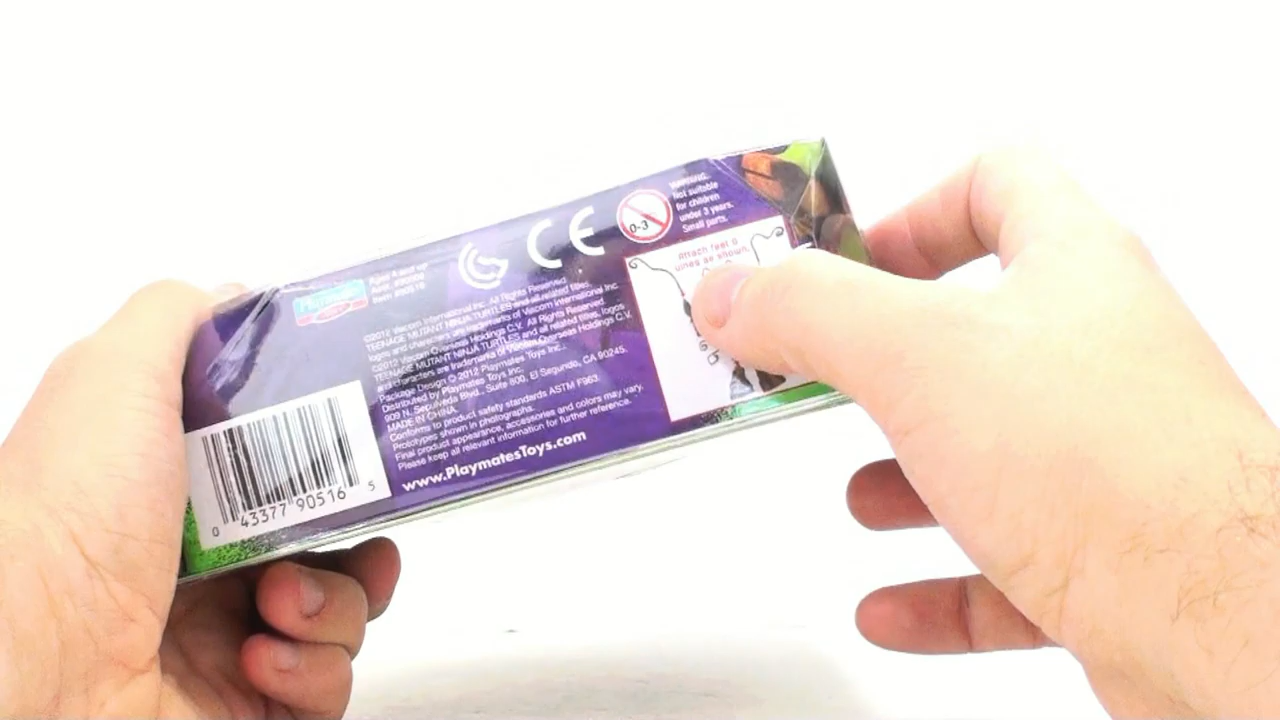 Playmates
Ages 4 and up
Asst. #90500
Item #90516
CE
0-3
WARNING.
Not suitable
for children
under 3 years.
Small parts.
Attach feet &
vines as shown.
©2012 Viacom International Inc. All Rights Reserved.
TEENAGE MUTANT NINJA TURTLES and all related titles,
logos and characters are trademarks of Viacom International Inc.
©2012 Viacom Overseas Holdings C.V. All Rights Reserved.
TEENAGE MUTANT NINJA TURTLES and all related titles, logos
and characters are trademarks of Viacom Overseas Holdings C.V.
Package Design © 2012 Playmates Toys Inc.
Distributed by Playmates Toys Inc.
909 N. Sepulveda Blvd., Suite 800, El Segundo, CA 90245.
MADE IN CHINA.
Conforms to product safety standards ASTM F963.
Prototypes shown in photographs.
Final product appearance, accessories and colors may vary.
Please keep all relevant information for further reference.
www.PlaymatesToys.com
0 43377 90516 5